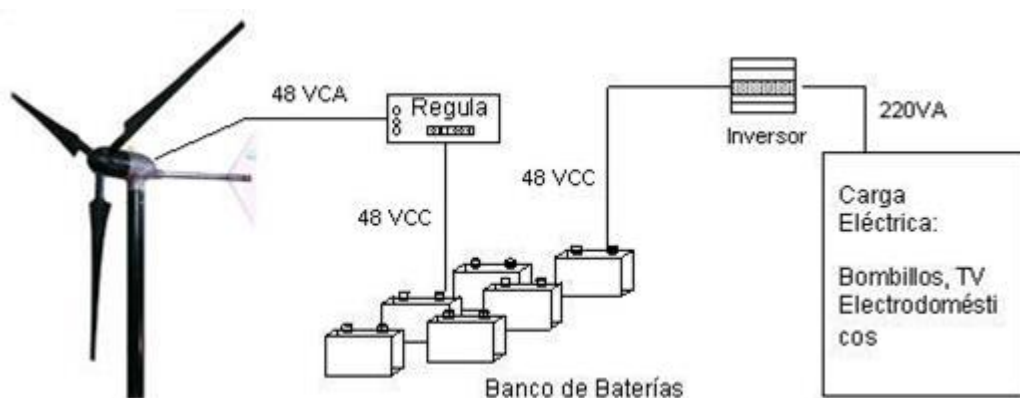 48 VCA
Regula
48 VCC
48 VCC
Inversor
220VA
Carga
Eléctrica:
Bombillos, TV
Electrodomésti
cos
Banco de Baterías